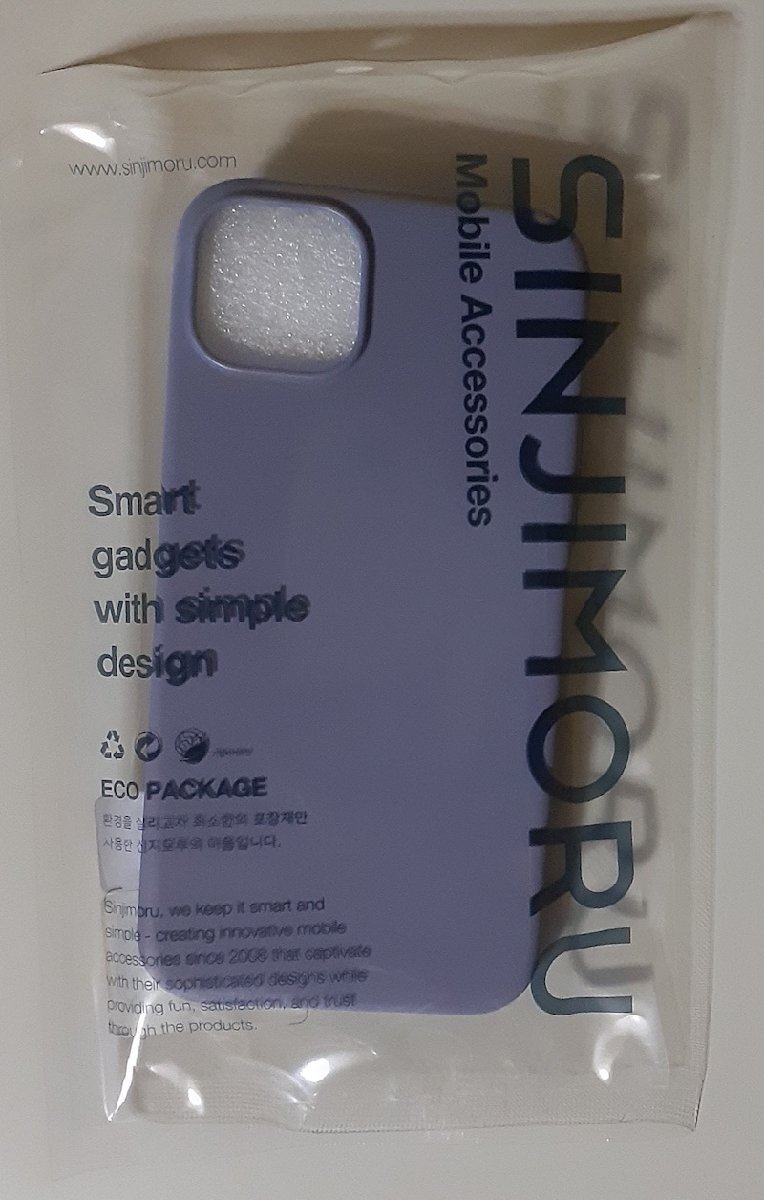 www.sinjimoru.com
SINJIMORU
Mobile Accessories
Smart
gadgets
with simple
design
ECO PACKAGE
환경을 살리고자 최소한의 포장재만
사용한 신지모루의 마음입니다.
Sinjimoru, we keep it smart and
simple - creating innovative mobile
accessories since 2008 that captivate
with their sophisticated designs while
providing fun, satisfaction, and trust
through the products.